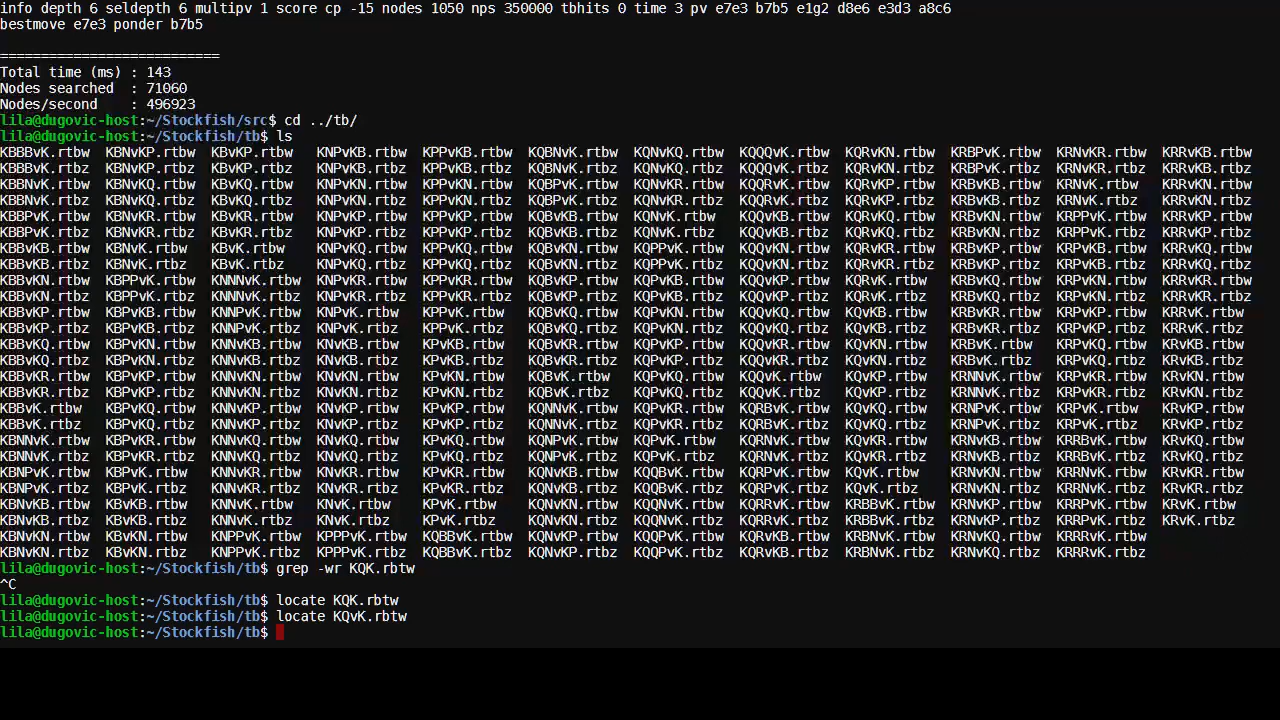 info depth 6 seldepth 6 multipv 1 score cp -15 nodes 1050 nps 350000 tbhits 0 time 3 pv e7e3 b7b5 e1g2 d8e6 e3d3 a8c6
bestmove e7e3 ponder b7b5
===========================
Total time (ms) : 143
Nodes searched  : 71060
Nodes/second    : 496923
lila@dugovic-host:~/Stockfish/src$ cd ../tb/
lila@dugovic-host:~/Stockfish/tb$ ls
KBBBvK.rtbw KBNvKP.rtbw KBvKP.rtbw KNPvKB.rtbw KPPvKB.rtbw KQBNvK.rtbw KQNvKQ.rtbw KQQQvK.rtbw KQRvKN.rtbw KRBPvK.rtbw KRNvKR.rtbw KRRvKB.rtbw
KBBBvK.rtbz KBNvKP.rtbz KBvKP.rtbz KNPvKB.rtbz KPPvKB.rtbz KQBNvK.rtbz KQNvKQ.rtbz KQQQvK.rtbz KQRvKN.rtbz KRBPvK.rtbz KRNvKR.rtbz KRRvKB.rtbz
KBBNvK.rtbw KBNvKQ.rtbw KBvKQ.rtbw KNPvKN.rtbw KPPvKN.rtbw KQBPvK.rtbw KQNvKR.rtbw KQQRvK.rtbw KQRvKP.rtbw KRBvKB.rtbw KRNvK.rtbw KRRvKN.rtbw
KBBNvK.rtbz KBNvKQ.rtbz KBvKQ.rtbz KNPvKN.rtbz KPPvKN.rtbz KQBPvK.rtbz KQNvKR.rtbz KQQRvK.rtbz KQRvKP.rtbz KRBvKB.rtbz KRNvK.rtbz KRRvKN.rtbz
KBBPvK.rtbw KBNvKR.rtbw KBvKR.rtbw KNPvKP.rtbw KPPvKP.rtbw KQBvKB.rtbw KQNvK.rtbw KQQvKB.rtbw KQRvKQ.rtbw KRBvKN.rtbw KRPPvK.rtbw KRRvKP.rtbw
KBBPvK.rtbz KBNvKR.rtbz KBvKR.rtbz KNPvKP.rtbz KPPvKP.rtbz KQBvKB.rtbz KQNvK.rtbz KQQvKB.rtbz KQRvKQ.rtbz KRBvKN.rtbz KRPPvK.rtbz KRRvKP.rtbz
KBBvKB.rtbw KBNvK.rtbw KBvK.rtbw KNPvKQ.rtbw KPPvKQ.rtbw KQBvKN.rtbw KQPPvK.rtbw KQQvKN.rtbw KQRvKR.rtbw KRBvKP.rtbw KRPvKB.rtbw KRRvKQ.rtbw
KBBvKB.rtbz KBNvK.rtbz KBvK.rtbz KNPvKQ.rtbz KPPvKQ.rtbz KQBvKN.rtbz KQPPvK.rtbz KQQvKN.rtbz KQRvKR.rtbz KRBvKP.rtbz KRPvKB.rtbz KRRvKQ.rtbz
KBBvKN.rtbw KBPPvK.rtbw KNNNvK.rtbw KNPvKR.rtbw KPPvKR.rtbw KQBvKP.rtbw KQPvKB.rtbw KQQvKP.rtbw KQRvK.rtbw KRBvKQ.rtbw KRPvKN.rtbw KRRvKR.rtbw
KBBvKN.rtbz KBPPvK.rtbz KNNNvK.rtbz KNPvKR.rtbz KPPvKR.rtbz KQBvKP.rtbz KQPvKB.rtbz KQQvKP.rtbz KQRvK.rtbz KRBvKQ.rtbz KRPvKN.rtbz KRRvKR.rtbz
KBBvKP.rtbw KBPvKB.rtbw KNNPvK.rtbw KNPvK.rtbw KPPvK.rtbw KQBvKQ.rtbw KQPvKN.rtbw KQQvKQ.rtbw KQvKB.rtbw KRBvKR.rtbw KRPvKP.rtbw KRRvK.rtbw
KBBvKP.rtbz KBPvKB.rtbz KNNPvK.rtbz KNPvK.rtbz KPPvK.rtbz KQBvKQ.rtbz KQPvKN.rtbz KQQvKQ.rtbz KQvKB.rtbz KRBvKR.rtbz KRPvKP.rtbz KRRvK.rtbz
KBBvKQ.rtbw KBPvKN.rtbw KNNvKB.rtbw KNvKB.rtbw KPvKB.rtbw KQBvKR.rtbw KQPvKP.rtbw KQQvKR.rtbw KQvKN.rtbw KRBvK.rtbw KRPvKQ.rtbw KRvKB.rtbw
KBBvKQ.rtbz KBPvKN.rtbz KNNvKB.rtbz KNvKB.rtbz KPvKB.rtbz KQBvKR.rtbz KQPvKP.rtbz KQQvKR.rtbz KQvKN.rtbz KRBvK.rtbz KRPvKQ.rtbz KRvKB.rtbz
KBBvKR.rtbw KBPvKP.rtbw KNNvKN.rtbw KNvKN.rtbw KPvKN.rtbw KQBvK.rtbw KQPvKQ.rtbw KQQvK.rtbw KQvKP.rtbw KRNNvK.rtbw KRPvKR.rtbw KRvKN.rtbw
KBBvKR.rtbz KBPvKP.rtbz KNNvKN.rtbz KNvKN.rtbz KPvKN.rtbz KQBvK.rtbz KQPvKQ.rtbz KQQvK.rtbz KQvKP.rtbz KRNNvK.rtbz KRPvKR.rtbz KRvKN.rtbz
KBBvK.rtbw KBPvKQ.rtbw KNNvKP.rtbw KNvKP.rtbw KPvKP.rtbw KQNNvK.rtbw KQPvKR.rtbw KQRBvK.rtbw KQvKQ.rtbw KRNPvK.rtbw KRPvK.rtbw KRvKP.rtbw
KBBvK.rtbz KBPvKQ.rtbz KNNvKP.rtbz KNvKP.rtbz KPvKP.rtbz KQNNvK.rtbz KQPvKR.rtbz KQRBvK.rtbz KQvKQ.rtbz KRNPvK.rtbz KRPvK.rtbz KRvKP.rtbz
KBNNvK.rtbw KBPvKR.rtbw KNNvKQ.rtbw KNvKQ.rtbw KPvKQ.rtbw KQNPvK.rtbw KQPvK.rtbw KQRNvK.rtbw KQvKR.rtbw KRNvKB.rtbw KRRBvK.rtbw KRvKQ.rtbw
KBNNvK.rtbz KBPvKR.rtbz KNNvKQ.rtbz KNvKQ.rtbz KPvKQ.rtbz KQNPvK.rtbz KQPvK.rtbz KQRNvK.rtbz KQvKR.rtbz KRNvKB.rtbz KRRBvK.rtbz KRvKQ.rtbz
KBNPvK.rtbw KBPvK.rtbw KNNvKR.rtbw KNvKR.rtbw KPvKR.rtbw KQNvKB.rtbw KQQBvK.rtbw KQRPvK.rtbw KQvK.rtbw KRNvKN.rtbw KRRNvK.rtbw KRvKR.rtbw
KBNPvK.rtbz KBPvK.rtbz KNNvKR.rtbz KNvKR.rtbz KPvKR.rtbz KQNvKB.rtbz KQQBvK.rtbz KQRPvK.rtbz KQvK.rtbz KRNvKN.rtbz KRRNvK.rtbz KRvKR.rtbz
KBNvKB.rtbw KBvKB.rtbw KNNvK.rtbw KNvK.rtbw KPvK.rtbw KQNvKN.rtbw KQQNvK.rtbw KQRRvK.rtbw KRBBvK.rtbw KRNvKP.rtbw KRRPvK.rtbw KRvK.rtbw
KBNvKB.rtbz KBvKB.rtbz KNNvK.rtbz KNvK.rtbz KPvK.rtbz KQNvKN.rtbz KQQNvK.rtbz KQRRvK.rtbz KRBBvK.rtbz KRNvKP.rtbz KRRPvK.rtbz KRvK.rtbz
KBNvKN.rtbw KBvKN.rtbw KNPPvK.rtbw KPPPvK.rtbw KQBBvK.rtbw KQNvKP.rtbw KQQPvK.rtbw KQRvKB.rtbw KRBNvK.rtbw KRNvKQ.rtbw KRRRvK.rtbw
KBNvKN.rtbz KBvKN.rtbz KNPPvK.rtbz KPPPvK.rtbz KQBBvK.rtbz KQNvKP.rtbz KQQPvK.rtbz KQRvKB.rtbz KRBNvK.rtbz KRNvKQ.rtbz KRRRvK.rtbz
lila@dugovic-host:~/Stockfish/tb$ grep -wr KQK.rbtw
^C
lila@dugovic-host:~/Stockfish/tb$ locate KQK.rbtw
lila@dugovic-host:~/Stockfish/tb$ locate KQvK.rbtw
lila@dugovic-host:~/Stockfish/tb$